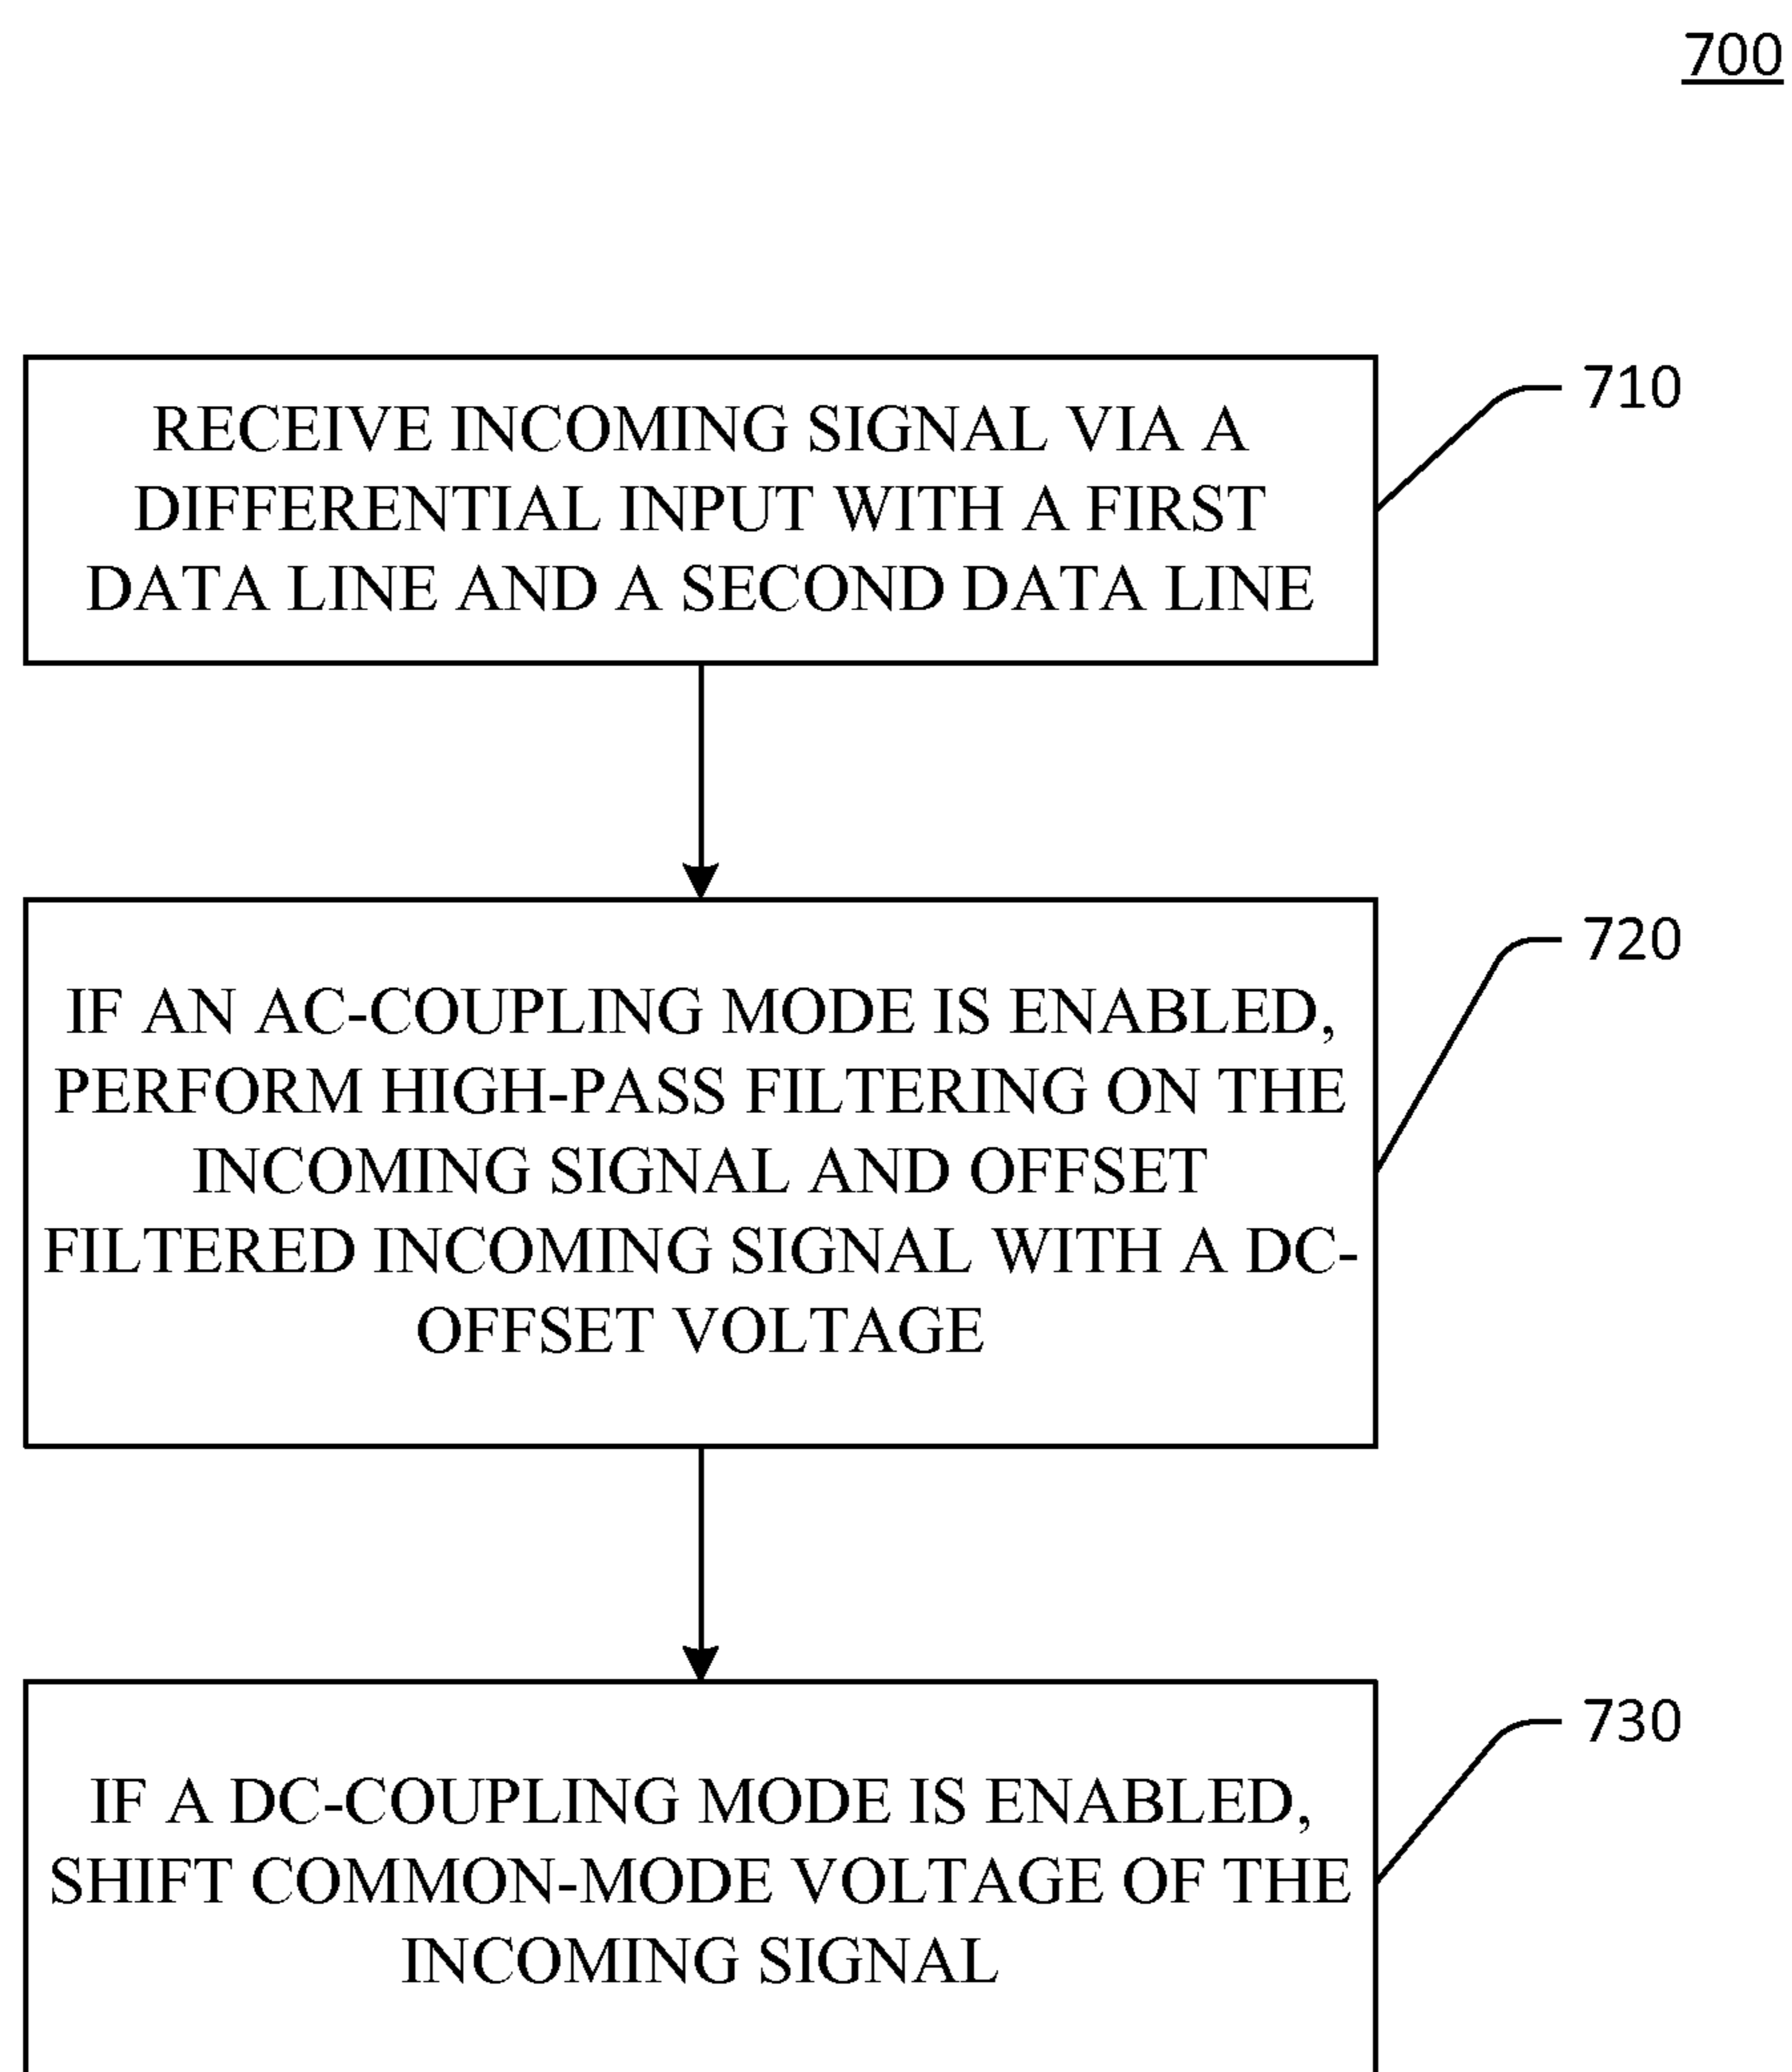 700
RECEIVE INCOMING SIGNAL VIA A
DIFFERENTIAL INPUT WITH A FIRST
DATA LINE AND A SECOND DATA LINE
710
IF AN AC-COUPLING MODE IS ENABLED,
PERFORM HIGH-PASS FILTERING ON THE
INCOMING SIGNAL AND OFFSET
FILTERED INCOMING SIGNAL WITH A DC-
OFFSET VOLTAGE
720
IF A DC-COUPLING MODE IS ENABLED,
SHIFT COMMON-MODE VOLTAGE OF THE
INCOMING SIGNAL
730